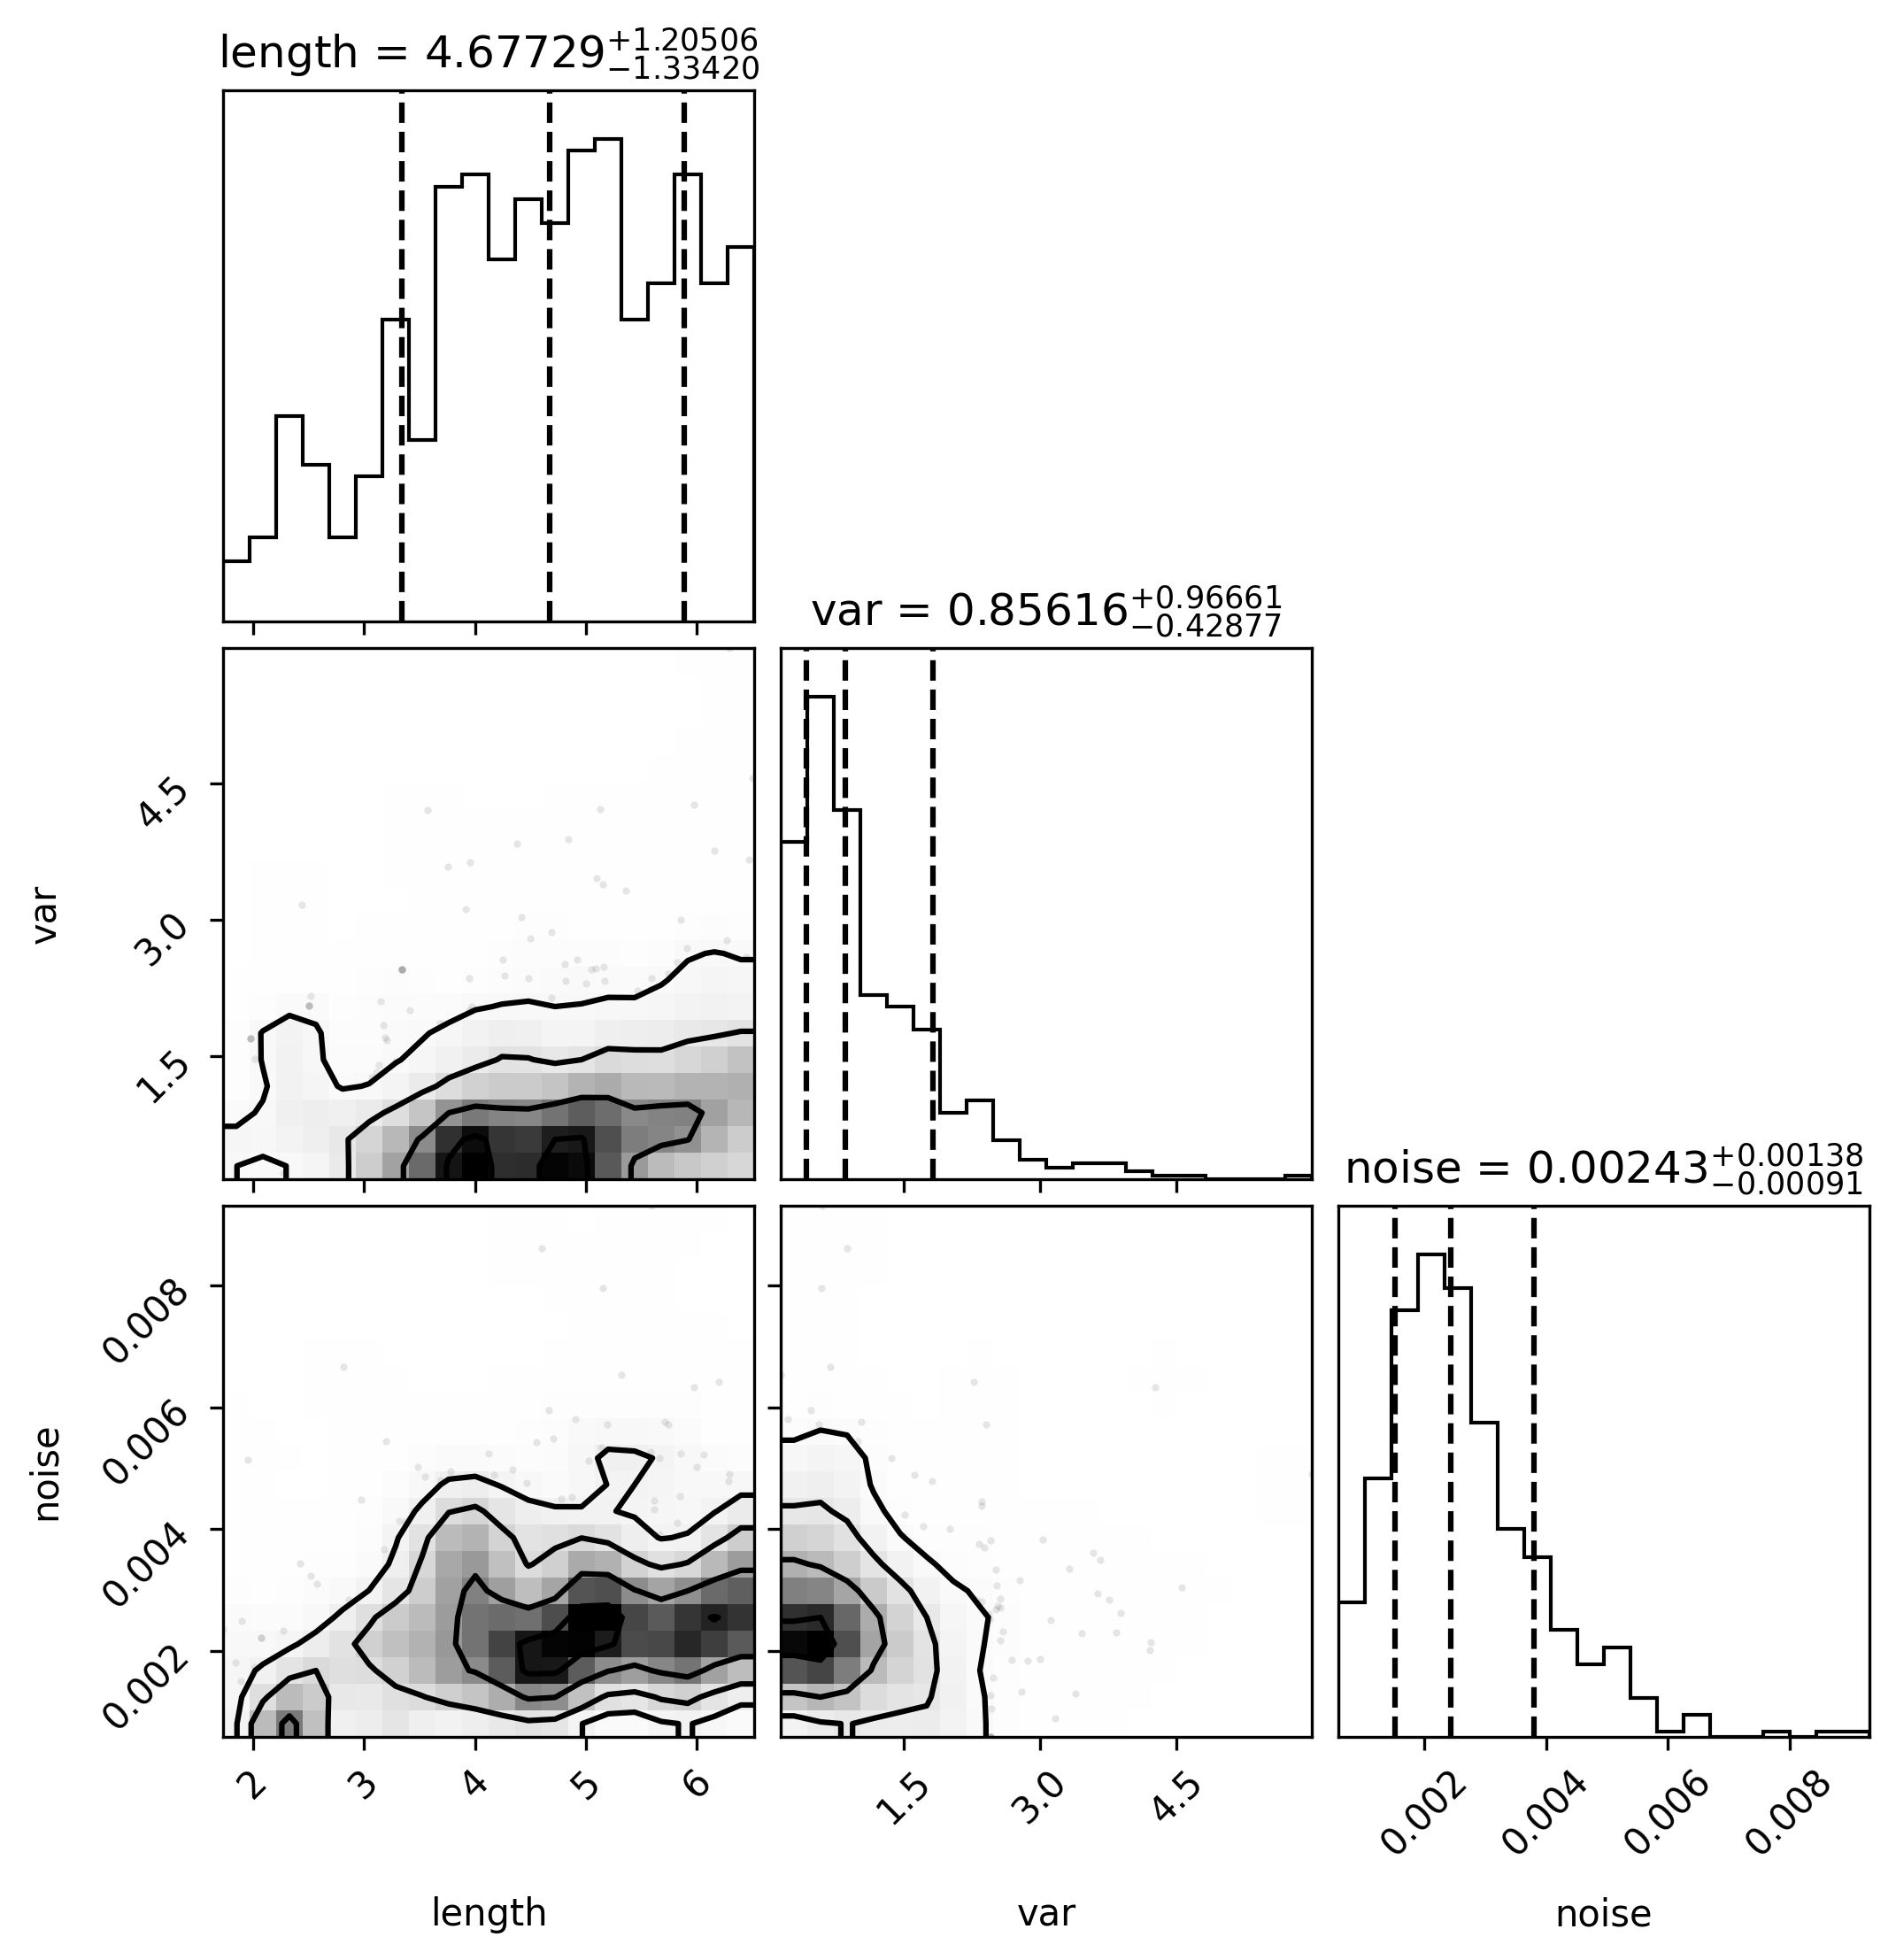 length = 4.67729 +1.20506 −1.33420
var = 0.85616 +0.96661 −0.42877
4.5
3.0
1.5
var
noise = 0.00243 +0.00138 −0.00091
0.008
0.006
0.004
0.002
noise
2 3 4 5 6
1.5 3.0 4.5
0.002 0.004 0.006 0.008
length
var
noise